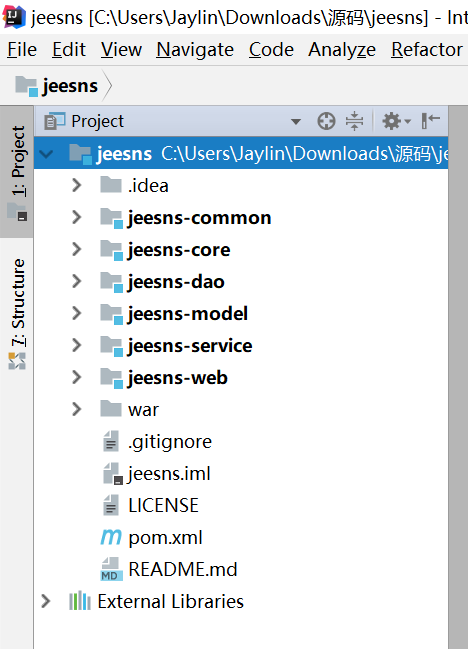 jeesns [C:\Users\Jaylin\Downloads\源码\jeesns] - Int
File Edit View Navigate Code Analyze Refactor
jeesns
1: Project
7: Structure
Project
jeesns C:\Users\Jaylin\Downloads\源码\je
.idea
jeesns-common
jeesns-core
jeesns-dao
jeesns-model
jeesns-service
jeesns-web
war
.gitignore
jeesns.iml
LICENSE
pom.xml
README.md
External Libraries